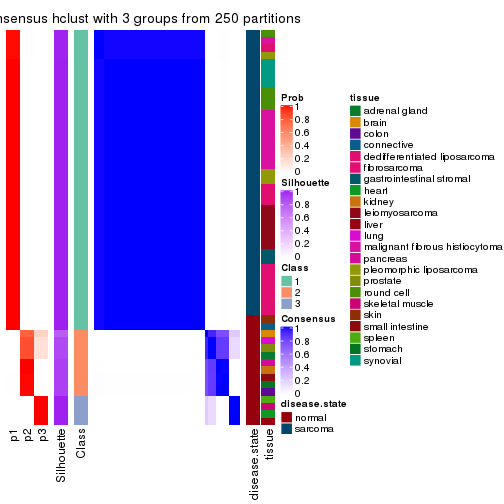 nsensus hclust with 3 groups from 250 partitions
Prob
1
0.8
0.6
0.4
0.2
0
Silhouette
1
0.8
0.6
0.4
0.2
0
Class
1
2
3
Consensus
1
0.8
0.6
0.4
0.2
0
disease.state
normal
sarcoma
tissue
adrenal gland
brain
colon
connective
dedifferentiated liposarcoma
fibrosarcoma
gastrointestinal stromal
heart
kidney
leiomyosarcoma
liver
lung
malignant fibrous histiocytoma
pancreas
pleomorphic liposarcoma
prostate
round cell
skeletal muscle
skin
small intestine
spleen
stomach
synovial
p1
p2
p3
Silhouette
Class
disease.state
tissue